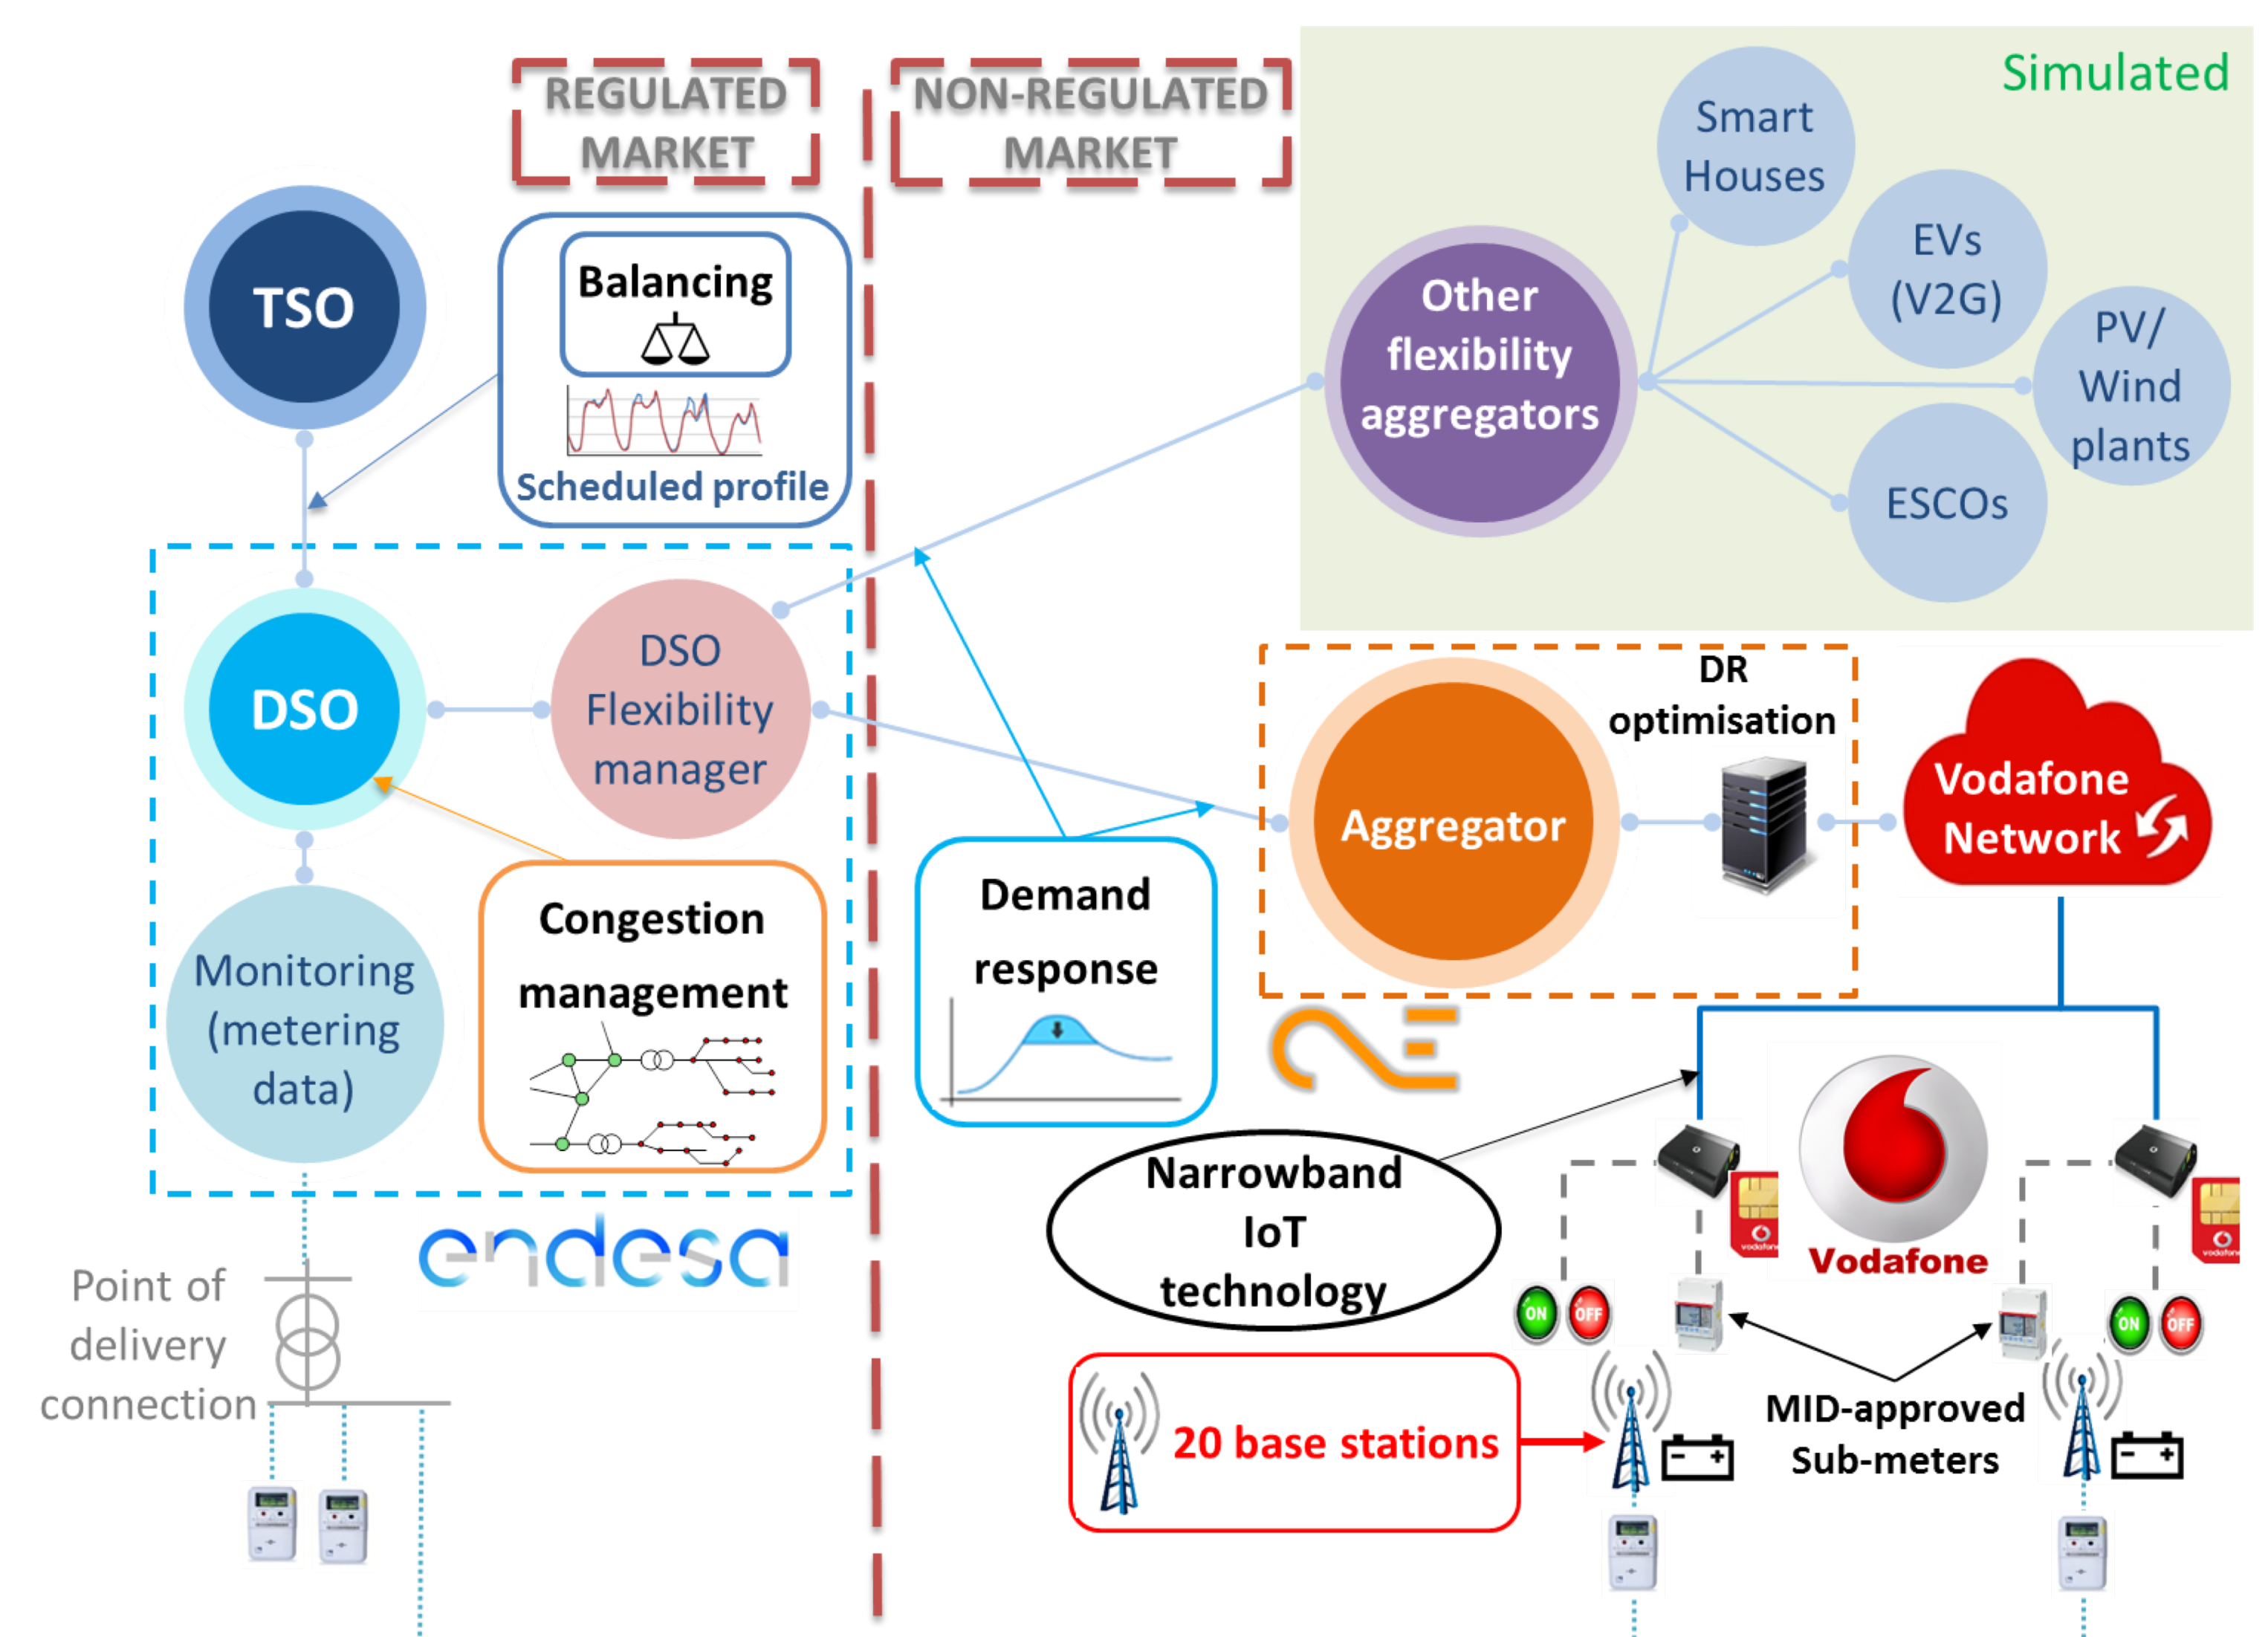 REGULATED
MARKET
NON-REGULATED
MARKET
Simulated
Smart
Houses
EVs
(V2G)
PV/
Wind
plants
ESCOs
Other
flexibility
aggregators
TSO
Balancing
Scheduled profile
DSO
DSO
Flexibility
manager
Monitoring
(metering
data)
Congestion
management
Demand
response
Aggregator
DR
optimisation
Vodafone
Network
endesa
Point of
delivery
connection
Narrowband
IoT
technology
Vodafone
vodafone
vodafon
ON
OFF
ON
OFF
20 base stations
MID-approved
Sub-meters